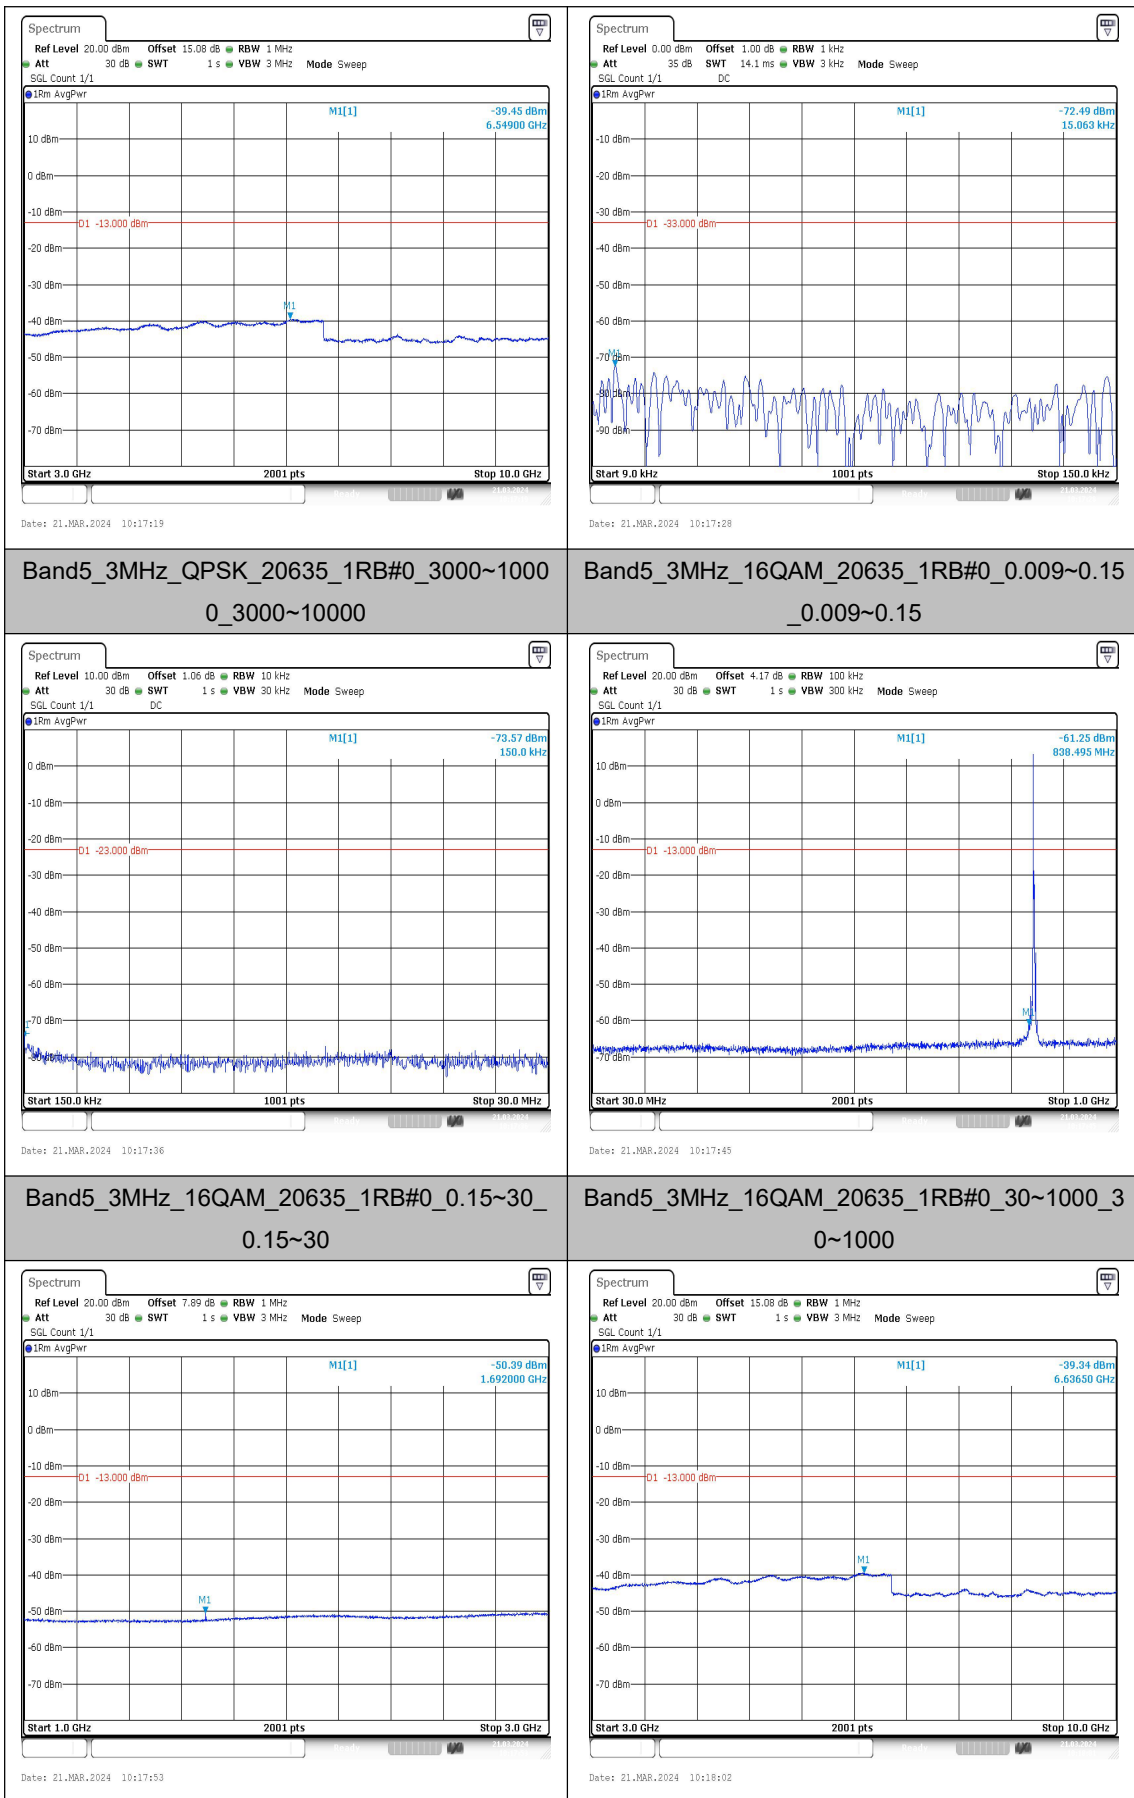 Spectrum
Ref Level 20.00 dBm Offset 15.08 dB RBW 1 MHz
Att 30 dB SWT 1 s VBW 3 MHz Mode Sweep
SGL Count 1/1
1Rm AvgPwr
M1[1] -39.45 dBm
6.54900 GHz
10 dBm
0 dBm
-10 dBm
D1 -13.000 dBm
-20 dBm
-30 dBm
M1
-40 dBm
-50 dBm
-60 dBm
-70 dBm
Start 3.0 GHz 2001 pts Stop 10.0 GHz
Date: 21.MAR.2024 10:17:19
Spectrum
Ref Level 0.00 dBm Offset 1.00 dB RBW 1 kHz
Att 35 dB SWT 14.1 ms VBW 3 kHz Mode Sweep
SGL Count 1/1 DC
1Rm AvgPwr
M1[1] -72.49 dBm
15.063 kHz
-10 dBm
-20 dBm
-30 dBm
D1 -33.000 dBm
-40 dBm
-50 dBm
-60 dBm
-70 dBm
-80 dBm
-90 dBm
Start 9.0 kHz 1001 pts Stop 150.0 kHz
Date: 21.MAR.2024 10:17:28
Band5_3MHz_QPSK_20635_1RB#0_3000~1000
0_3000~10000
Band5_3MHz_16QAM_20635_1RB#0_0.009~0.15
_0.009~0.15
Spectrum
Ref Level 10.00 dBm Offset 1.06 dB RBW 10 kHz
Att 30 dB SWT 1 s VBW 30 kHz Mode Sweep
SGL Count 1/1 DC
1Rm AvgPwr
M1[1] -73.57 dBm
150.0 kHz
0 dBm
-10 dBm
-20 dBm
D1 -23.000 dBm
-30 dBm
-40 dBm
-50 dBm
-60 dBm
-70 dBm
-80 dBm
Start 150.0 kHz 1001 pts Stop 30.0 MHz
Date: 21.MAR.2024 10:17:36
Spectrum
Ref Level 20.00 dBm Offset 4.17 dB RBW 100 kHz
Att 30 dB SWT 1 s VBW 300 kHz Mode Sweep
SGL Count 1/1
1Rm AvgPwr
M1[1] -61.25 dBm
838.495 MHz
10 dBm
0 dBm
-10 dBm
D1 -13.000 dBm
-20 dBm
-30 dBm
-40 dBm
-50 dBm
M1
-60 dBm
-70 dBm
Start 30.0 MHz 2001 pts Stop 1.0 GHz
Date: 21.MAR.2024 10:17:45
Band5_3MHz_16QAM_20635_1RB#0_0.15~30_
0.15~30
Band5_3MHz_16QAM_20635_1RB#0_30~1000_3
0~1000
Spectrum
Ref Level 20.00 dBm Offset 7.89 dB RBW 1 MHz
Att 30 dB SWT 1 s VBW 3 MHz Mode Sweep
SGL Count 1/1
1Rm AvgPwr
M1[1] -50.39 dBm
1.692000 GHz
10 dBm
0 dBm
-10 dBm
D1 -13.000 dBm
-20 dBm
-30 dBm
-40 dBm
M1
-50 dBm
-60 dBm
-70 dBm
Start 1.0 GHz 2001 pts Stop 3.0 GHz
Date: 21.MAR.2024 10:17:53
Spectrum
Ref Level 20.00 dBm Offset 15.08 dB RBW 1 MHz
Att 30 dB SWT 1 s VBW 3 MHz Mode Sweep
SGL Count 1/1
1Rm AvgPwr
M1[1] -39.34 dBm
6.63650 GHz
10 dBm
0 dBm
-10 dBm
D1 -13.000 dBm
-20 dBm
-30 dBm
M1
-40 dBm
-50 dBm
-60 dBm
-70 dBm
Start 3.0 GHz 2001 pts Stop 10.0 GHz
Date: 21.MAR.2024 10:18:02